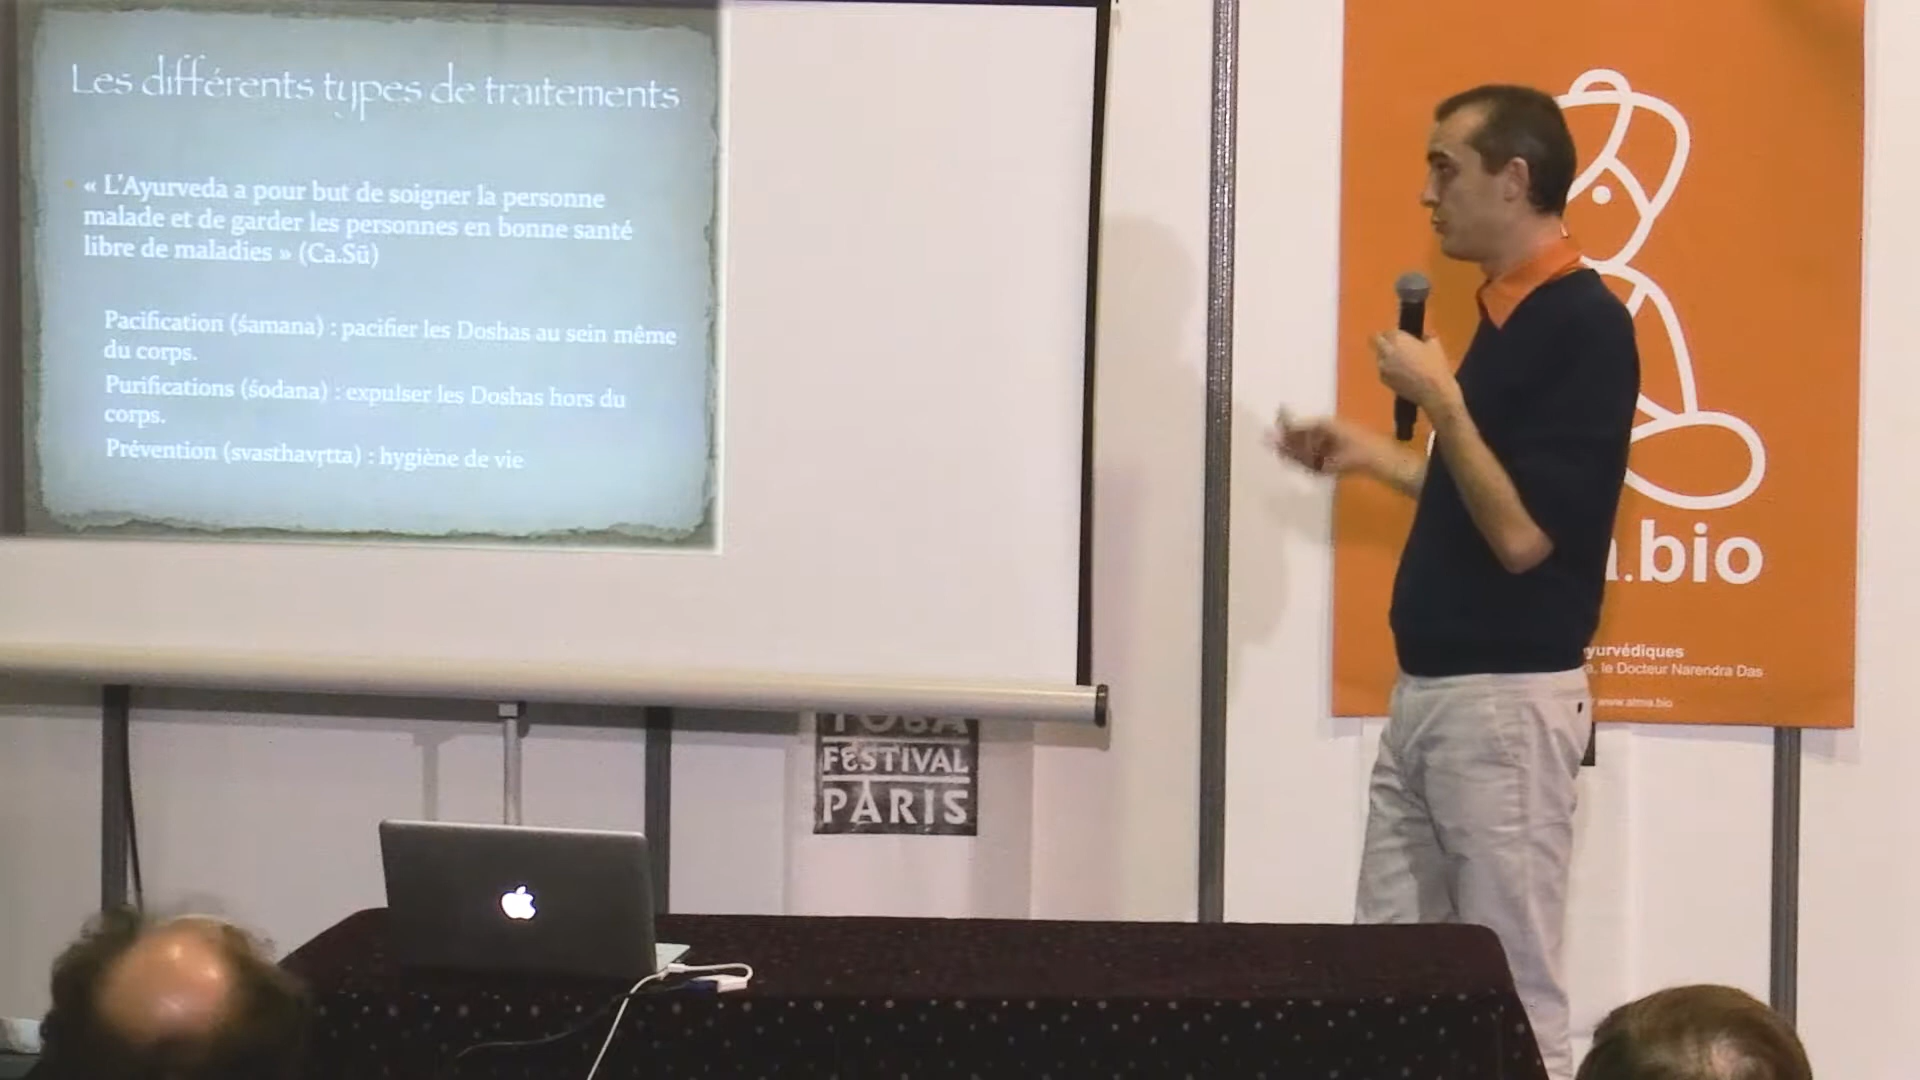 Les différents types de traitements
« L'Ayurveda a pour but de soigner la personne
malade et de garder les personnes en bonne santé
libre de maladies » (Ca.Sū)
Pacification (śamana) : pacifier les Doshas au sein même
du corps.
Purifications (śodana) : expulser les Doshas hors du
corps.
Prévention (svasthavṛtta) : hygiène de vie
FESTIVAL
PARIS
.bio
yurvédiques
le Docteur Narendra Das
www.atma.bio